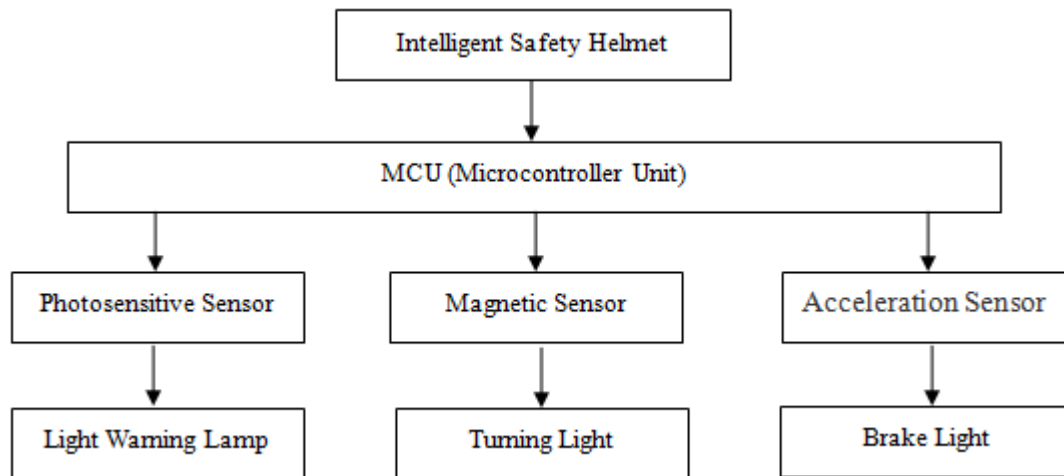 Intelligent Safety Helmet
MCU (Microcontroller Unit)
Photosensitive Sensor
Magnetic Sensor
Acceleration Sensor
Light Warning Lamp
Turning Light
Brake Light